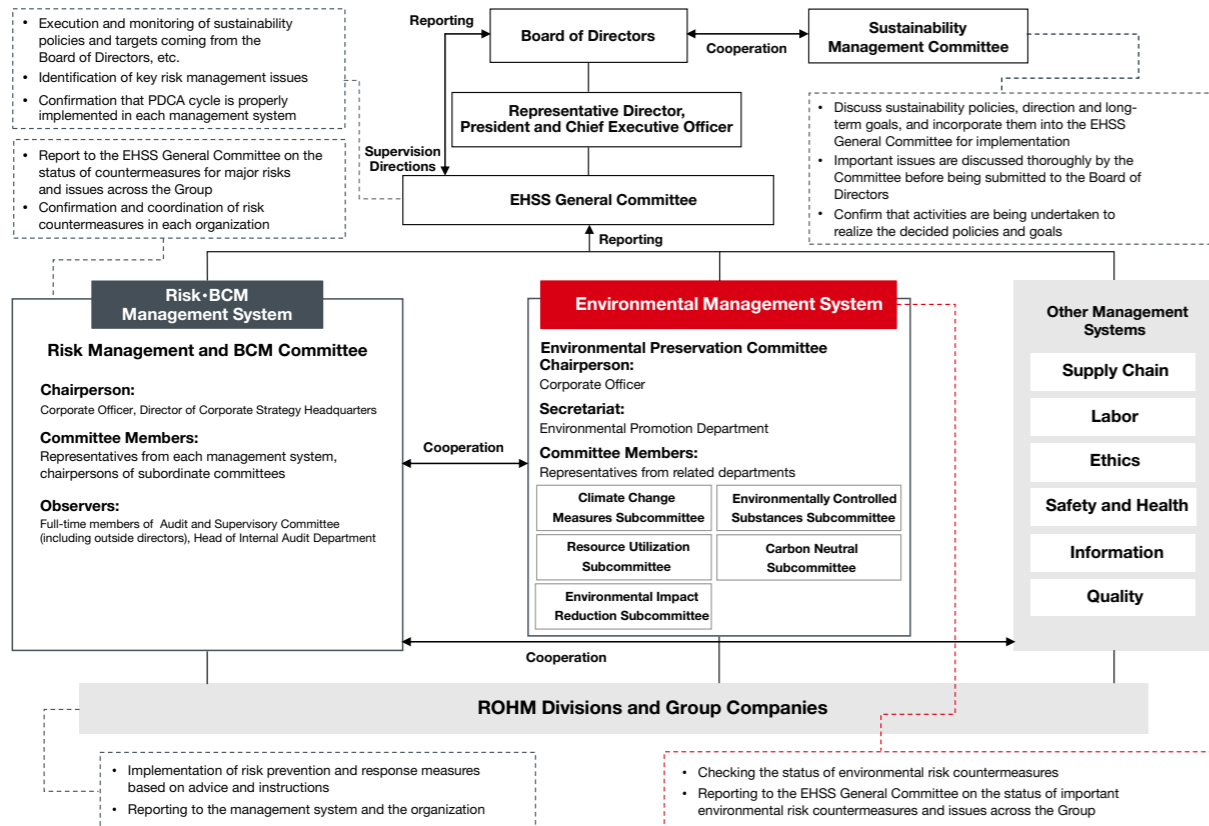 • Execution and monitoring of sustainability
policies and targets coming from the
Board of Directors, etc.
• Identification of key risk management issues
• Confirmation that PDCA cycle is properly
implemented in each management system
Reporting
Board of Directors
Cooperation
Sustainability
Management Committee
Representative Director,
President and Chief Executive Officer
• Discuss sustainability policies, direction and long-
term goals, and incorporate them into the EHSS
General Committee for implementation
• Important issues are discussed thoroughly by the
Committee before being submitted to the Board of
Directors
• Confirm that activities are being undertaken to
realize the decided policies and goals
• Report to the EHSS General Committee on the
status of countermeasures for major risks
and issues across the Group
• Confirmation and coordination of risk
countermeasures in each organization
Supervision
Directions
EHSS General Committee
Reporting
Risk・BCM
Management System
Risk Management and BCM Committee
Chairperson:
Corporate Officer, Director of Corporate Strategy Headquarters
Committee Members:
Representatives from each management system,
chairpersons of subordinate committees
Observers:
Full-time members of Audit and Supervisory Committee
(including outside directors), Head of Internal Audit Department
Cooperation
Environmental Management System
Environmental Preservation Committee
Chairperson:
Corporate Officer
Secretariat:
Environmental Promotion Department
Committee Members:
Representatives from related departments
Climate Change
Measures Subcommittee
Environmentally Controlled
Substances Subcommittee
Resource Utilization
Subcommittee
Carbon Neutral
Subcommittee
Environmental Impact
Reduction Subcommittee
Other Management
Systems
Supply Chain
Labor
Ethics
Safety and Health
Information
Quality
Cooperation
ROHM Divisions and Group Companies
• Implementation of risk prevention and response measures
based on advice and instructions
• Reporting to the management system and the organization
• Checking the status of environmental risk countermeasures
• Reporting to the EHSS General Committee on the status of important
environmental risk countermeasures and issues across the Group